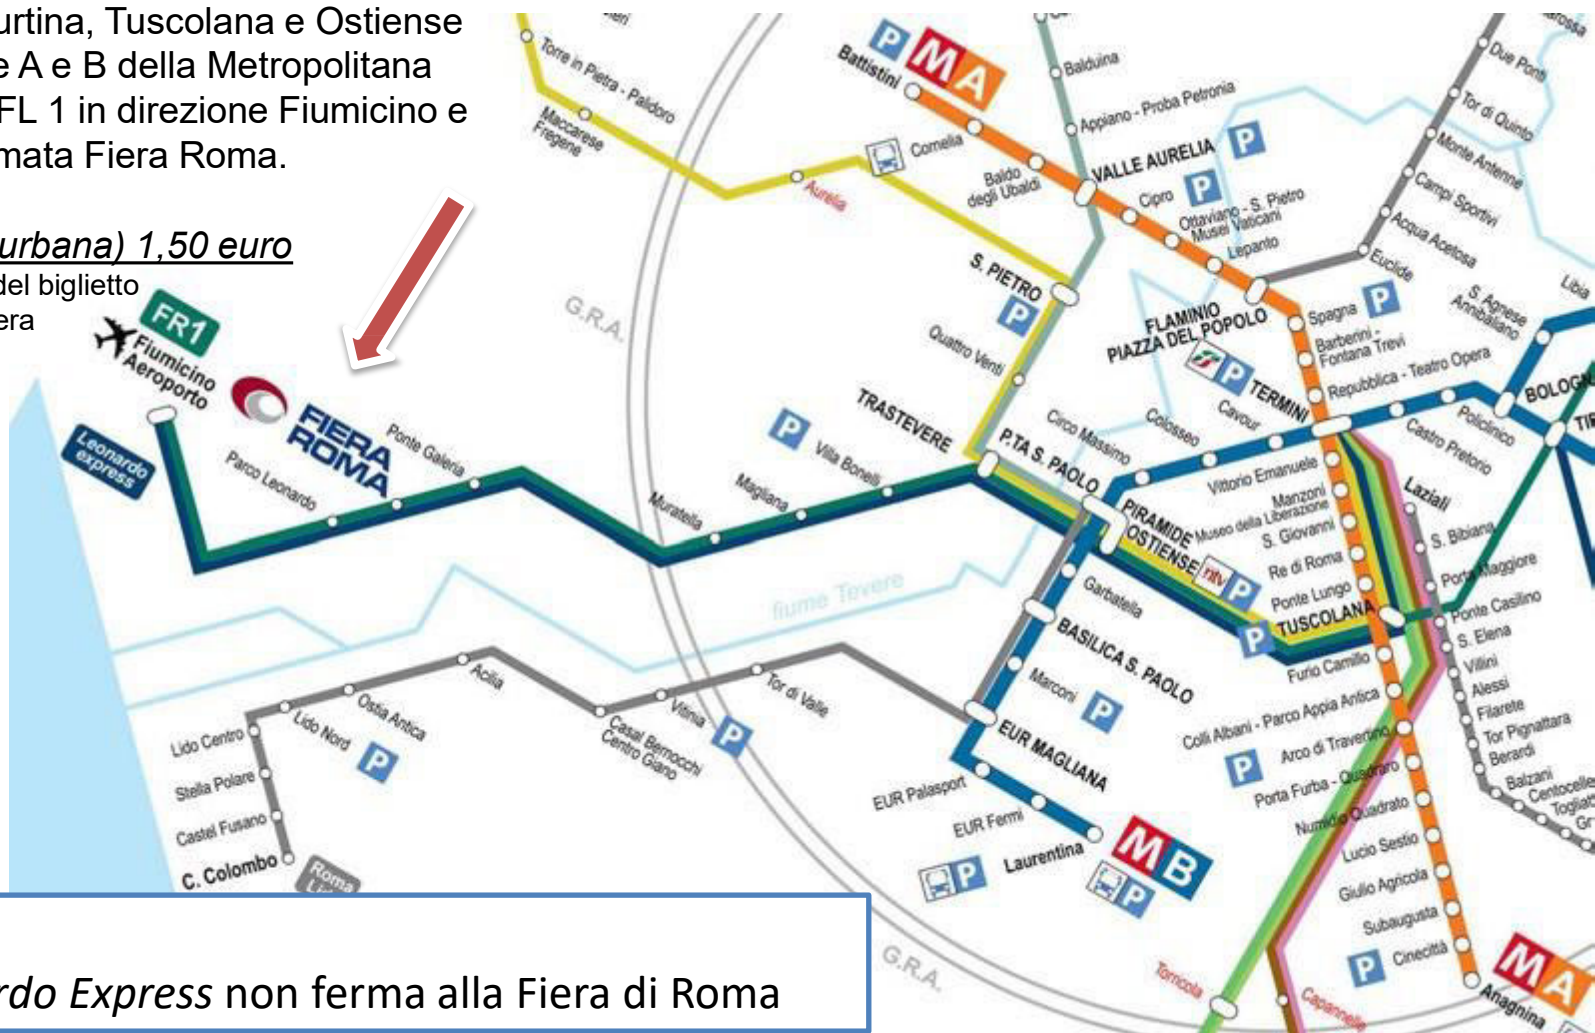 urtina, Tuscolana e Ostiense
e A e B della Metropolitana
FL 1 in direzione Fiumicino e
mata Fiera Roma.
urbana) 1,50 euro
del biglietto
era
FR1
Fiumicino
Aeroporto
Leonardo
express
FIERA
ROMA
Parco Leonardo
Ponte Galeria
Muratella
Magliana
Villa Bonelli
P
TRASTEVERE
G.R.A.
Torre in Pietra - Palidoro
Maccarese
Fregene
Aurelia
Cornelia
P
MA
Battistini
Baldo
degli Ubaldi
Balduina
Appiano - Proba Petronia
VALLE AURELIA
P
Cipro
P
Ottaviano - S. Pietro
Musei Vaticani
Lepanto
S. PIETRO
P
Quattro Venti
FLAMINIO
PIAZZA DEL POPOLO
Due Ponti
Tor di Quinto
Monte Antenne
Campi Sportivi
Acqua Acetosa
Euclide
Spagna
P
Barberini -
Fontana Trevi
Repubblica - Teatro Opera
P
TERMINI
S. Agnese
Annibaliano
Libia
BOLOGN
TIB
Policlinico
Castro Pretorio
Cavour
Colosseo
Circo Massimo
P.TA S. PAOLO
PIRAMIDE
OSTIENSE
ntv
P
Vittorio Emanuele
Manzoni
Museo della Liberazione
S. Giovanni
Re di Roma
Ponte Lungo
TUSCOLANA
P
Furio Camillo
Colli Albani - Parco Appia Antica
P
Arco di Travertino
Porta Furba - Quadraro
Numidio Quadrato
Lucio Sestio
Giulio Agricola
Subaugusta
P
Cinecittà
Anagnina
MA
Laziali
S. Bibiana
Porta Maggiore
Ponte Casilino
S. Elena
Villini
Alessi
Filarete
Tor Pignattara
Berardi
Balzani
Centocelle
Togliatt
Gr
Garbatella
BASILICA S. PAOLO
Marconi
P
EUR MAGLIANA
EUR Palasport
EUR Fermi
Laurentina
P
MB
P
fiume Tevere
Tor di Valle
Vitinia
P
Casal Bernocchi
Centro Giano
Acilia
Ostia Antica
Lido Nord
P
Lido Centro
Stella Polare
Castel Fusano
C. Colombo
Roma
G.R.A.
Torricola
Capannelle
rdo Express non ferma alla Fiera di Roma